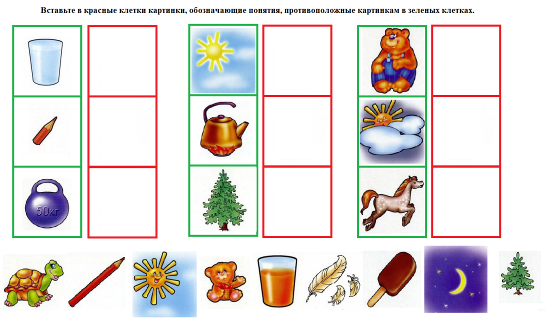 Вставьте в красные клетки картинки, обозначающие понятия, противоположные картинкам в зеленых клетках.
50кг